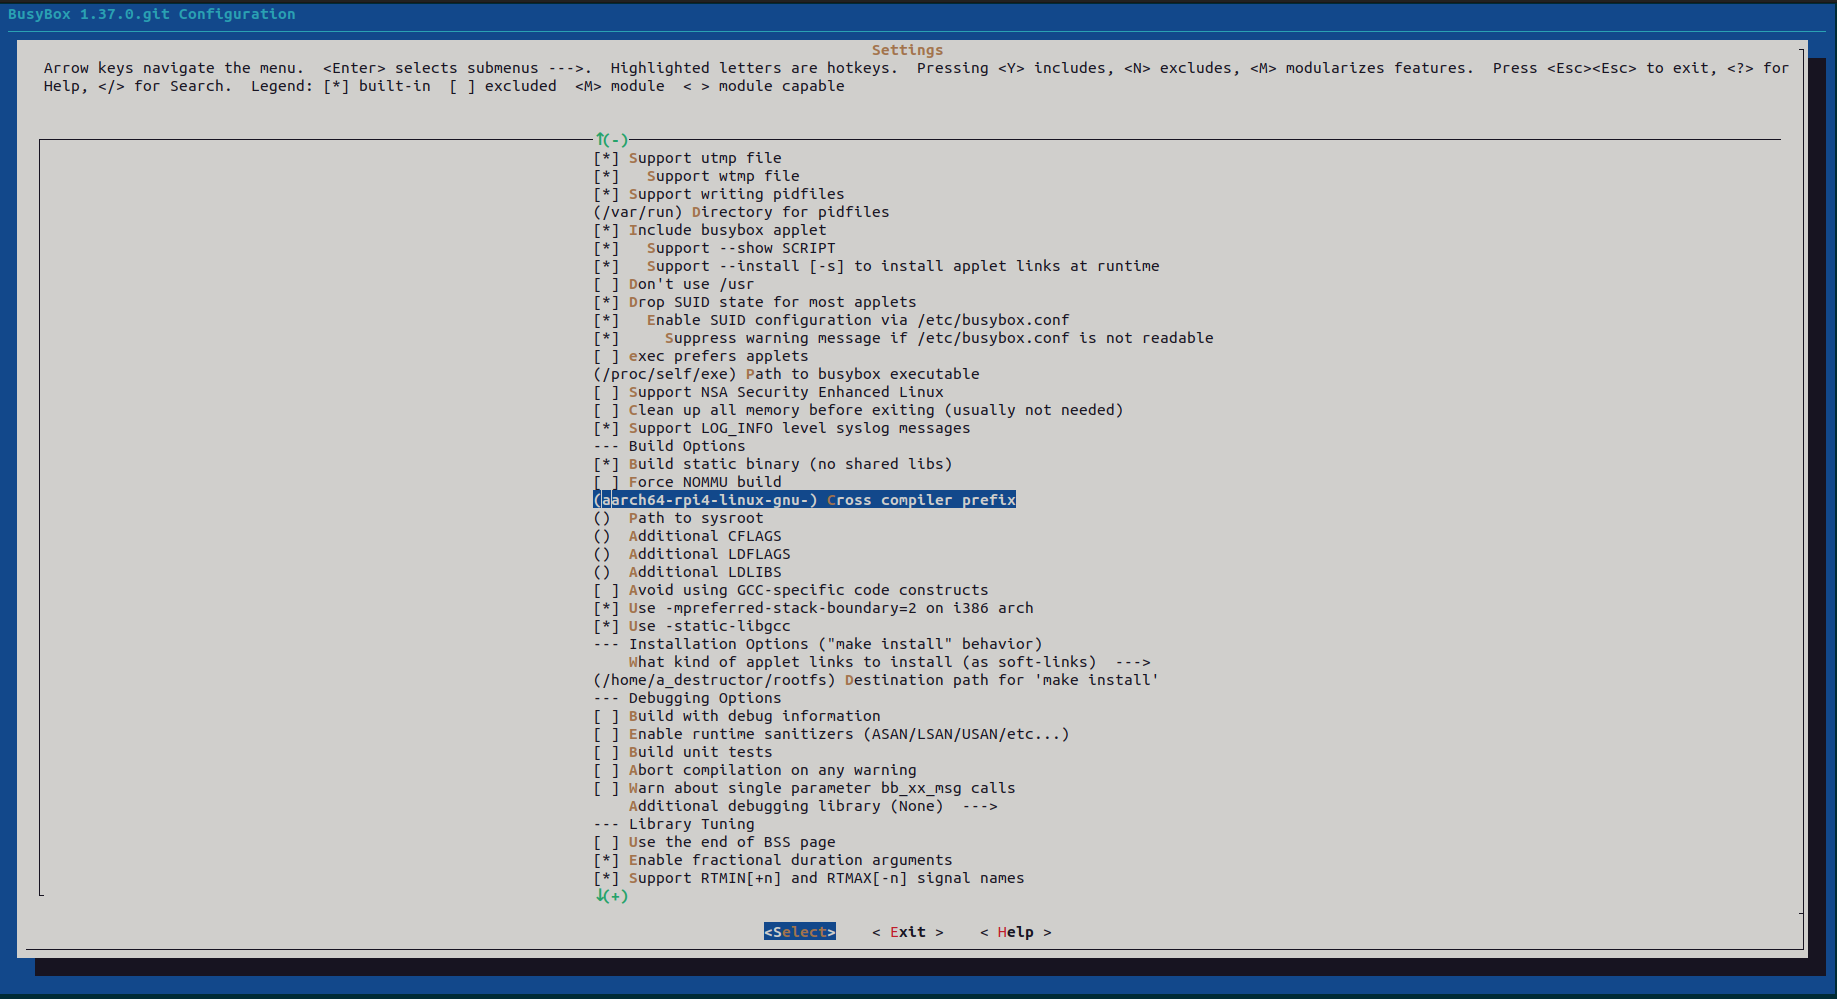 BusyBox 1.37.0.git Configuration
Settings
Arrow keys navigate the menu.  <Enter> selects submenus --->.  Highlighted letters are hotkeys.  Pressing <Y> includes, <N> excludes, <M> modularizes features.  Press <Esc><Esc> to exit, <?> for
Help, </> for Search.  Legend: [*] built-in  [ ] excluded  <M> module  < > module capable
↑(-)
[*] Support utmp file
[*]   Support wtmp file
[*] Support writing pidfiles
(/var/run) Directory for pidfiles
[*] Include busybox applet
[*]   Support --show SCRIPT
[*]   Support --install [-s] to install applet links at runtime
[ ] Don't use /usr
[*] Drop SUID state for most applets
[*]   Enable SUID configuration via /etc/busybox.conf
[*]     Suppress warning message if /etc/busybox.conf is not readable
[ ] exec prefers applets
(/proc/self/exe) Path to busybox executable
[ ] Support NSA Security Enhanced Linux
[ ] Clean up all memory before exiting (usually not needed)
[*] Support LOG_INFO level syslog messages
--- Build Options
[*] Build static binary (no shared libs)
[ ] Force NOMMU build
(aarch64-rpi4-linux-gnu-) Cross compiler prefix
()  Path to sysroot
()  Additional CFLAGS
()  Additional LDFLAGS
()  Additional LDLIBS
[ ] Avoid using GCC-specific code constructs
[*] Use -mpreferred-stack-boundary=2 on i386 arch
[*] Use -static-libgcc
--- Installation Options ("make install" behavior)
What kind of applet links to install (as soft-links)  --->
(/home/a_destructor/rootfs) Destination path for 'make install'
--- Debugging Options
[ ] Build with debug information
[ ] Enable runtime sanitizers (ASAN/LSAN/USAN/etc...)
[ ] Build unit tests
[ ] Abort compilation on any warning
[ ] Warn about single parameter bb_xx_msg calls
Additional debugging library (None)  --->
--- Library Tuning
[ ] Use the end of BSS page
[*] Enable fractional duration arguments
[*] Support RTMIN[+n] and RTMAX[-n] signal names
↓(+)
<Select>    < Exit >    < Help >